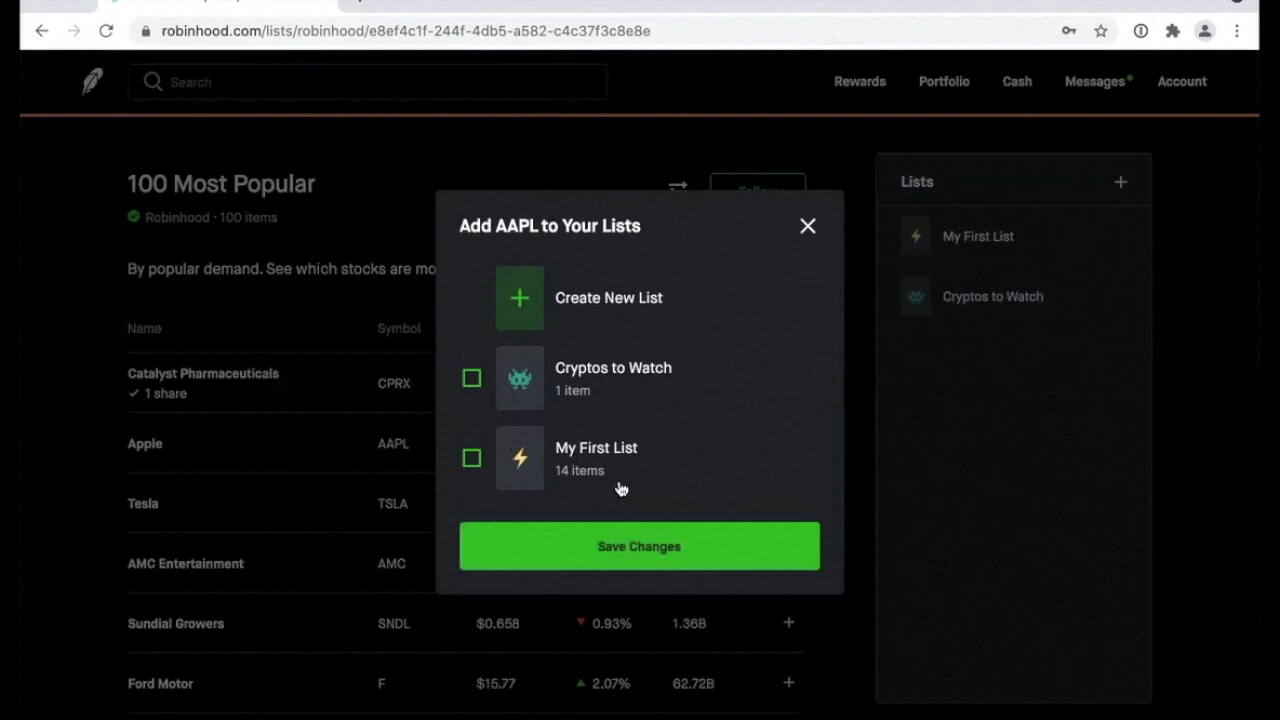 robinhood.com/lists/robinhood/e8ef4c1f-244f-4db5-a582-c4c37f3c8e8e
Search
Rewards
Portfolio
Cash
Messages
Account
100 Most Popular
Follow
Robinhood · 100 items
By popular demand. See which stocks are mo
Name
Symbol
Catalyst Pharmaceuticals
1 share
CPRX
Apple
AAPL
Tesla
TSLA
AMC Entertainment
AMC
Sundial Growers
SNDL
$0.658
0.93%
1.36B
Ford Motor
F
$15.77
2.07%
62.72B
Add AAPL to Your Lists
Create New List
Cryptos to Watch
1 item
My First List
14 items
Save Changes
Lists
My First List
Cryptos to Watch